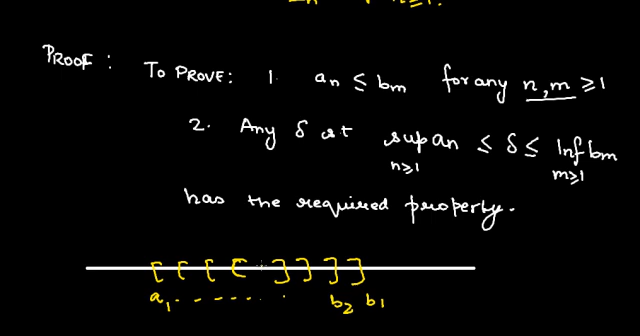 PROOF : TO PROVE : 1. an ≤ bm for any n, m ≥ 1
2. Any δ st sup an ≤ δ ≤ Inf bm
n≥1 m≥1
has the required property.
[ [ [ [ ] ] ] ]
a1 . . . . . . . . b2 b1